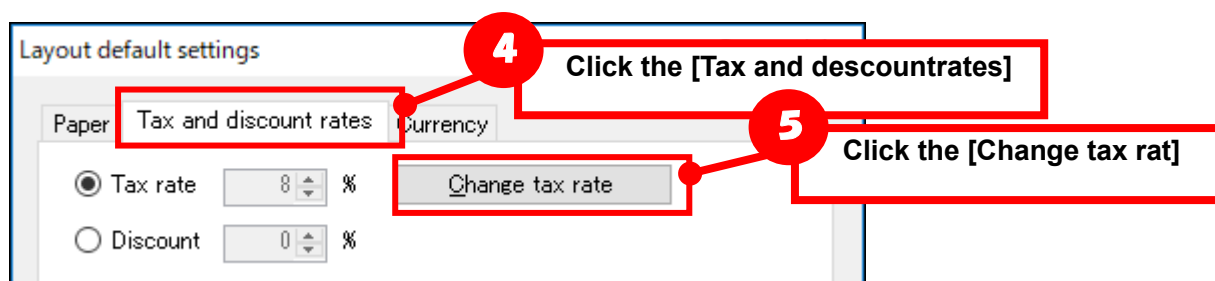 Layout default settings
4
Click the [Tax and descountrates]
Paper Tax and discount rates Currency
5
Click the [Change tax rat]
Tax rate 8 % Change tax rate
Discount 0 %